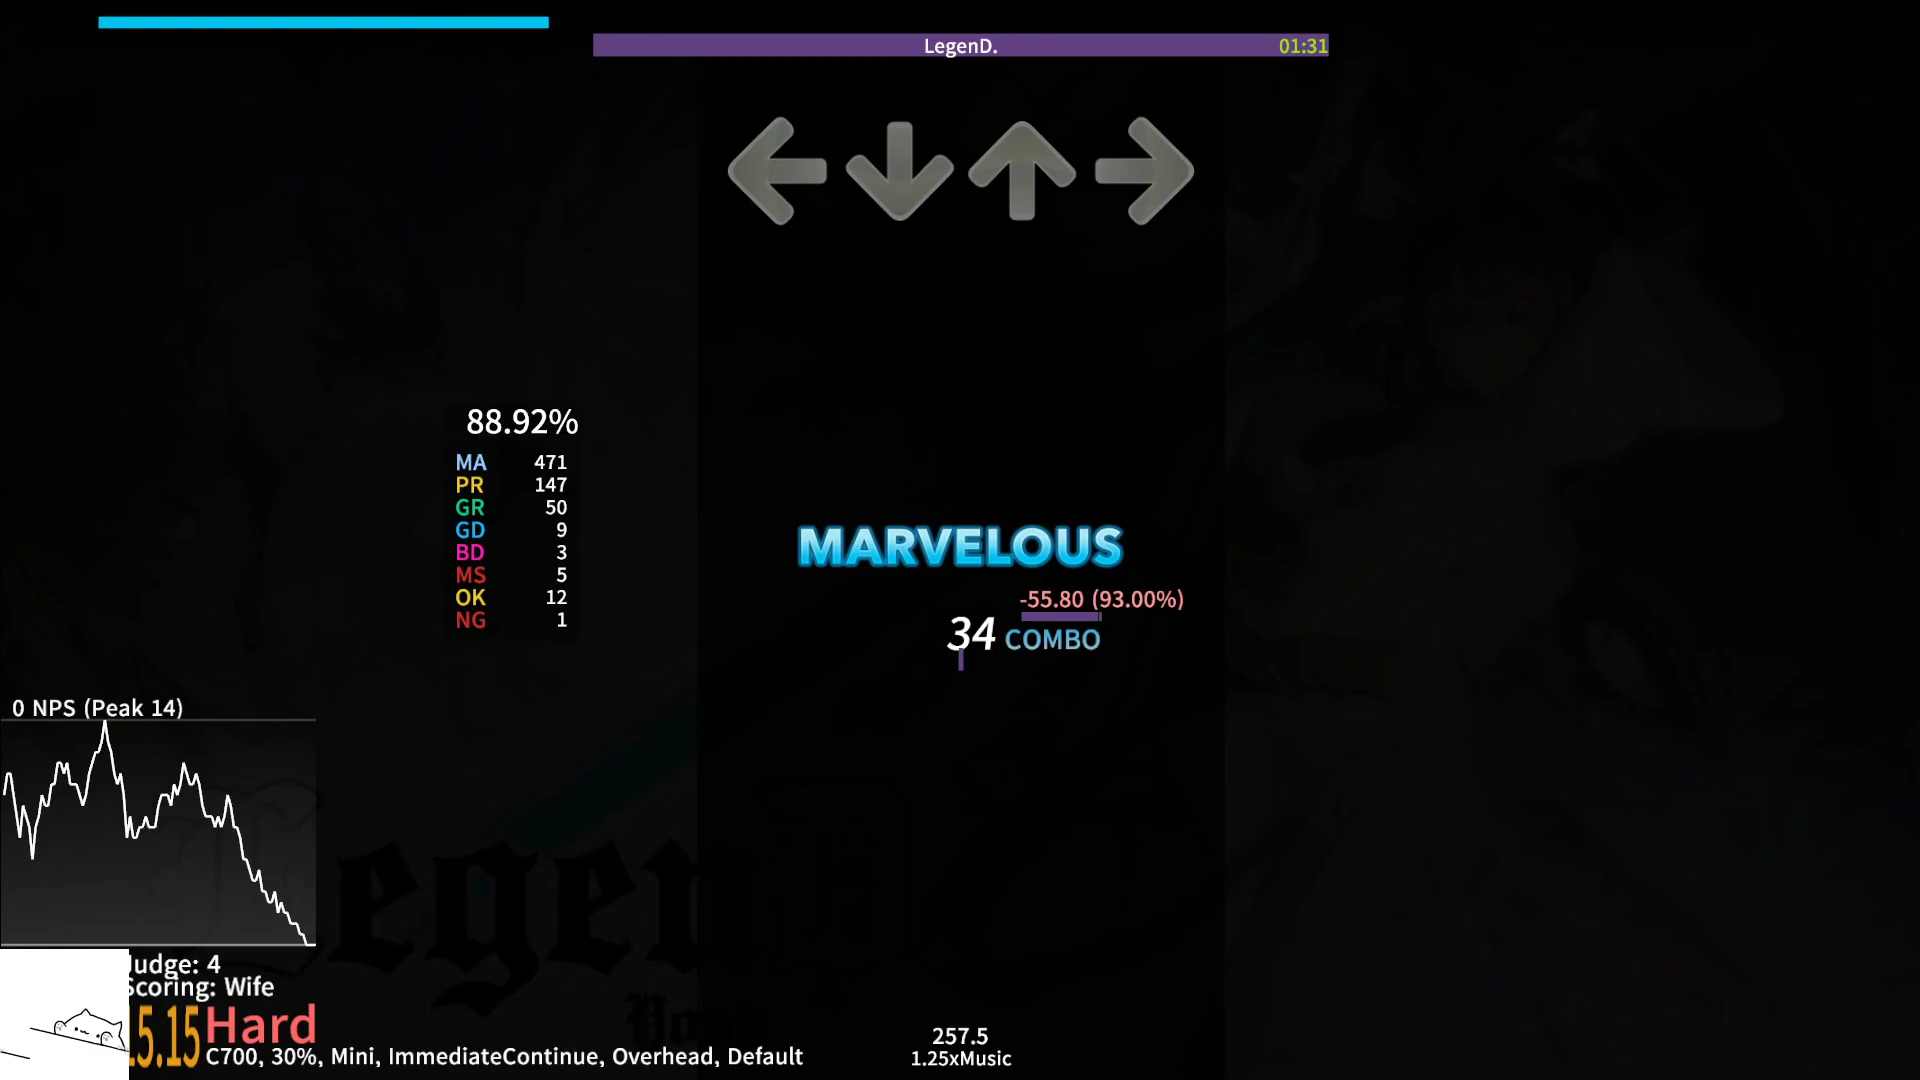 LegenD. 01:31
88.92%
MA 471
PR 147
GR 50
GD 9
BD 3
MS 5
OK 12
NG 1
MARVELOUS
-55.80 (93.00%)
34 COMBO
0 NPS (Peak 14)
Legen
Judge: 4
Scoring: Wife
5.15 Hard
C700, 30%, Mini, ImmediateContinue, Overhead, Default
257.5
1.25xMusic